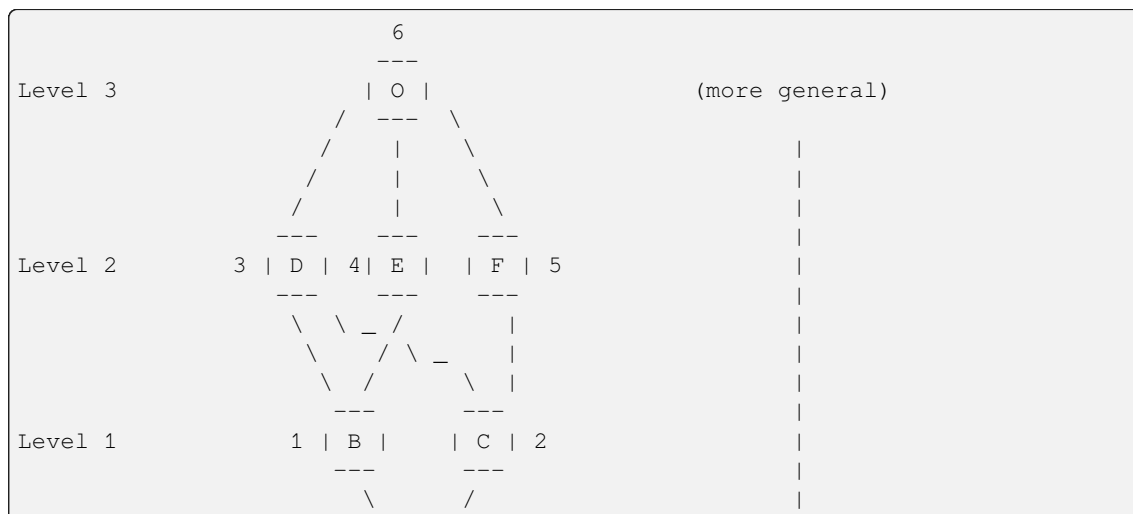 6
                             ---
Level 3                     | O |                     (more general)
                          /  ---  \
                         /    |    \                          |
                        /     |     \                         |
                       /      |      \                        |
                      ---    ---    ---                       |
Level 2           3 | D | 4| E |  | F | 5                     |
                      ---    ---    ---                       |
                       \  \ _ /       |                       |
                        \    / \ _    |                       |
                         \  /      \  |                       |
                          ---      ---                        |
Level 1               1 | B |    | C | 2                      |
                          ---      ---                        |
                            \      /                          |